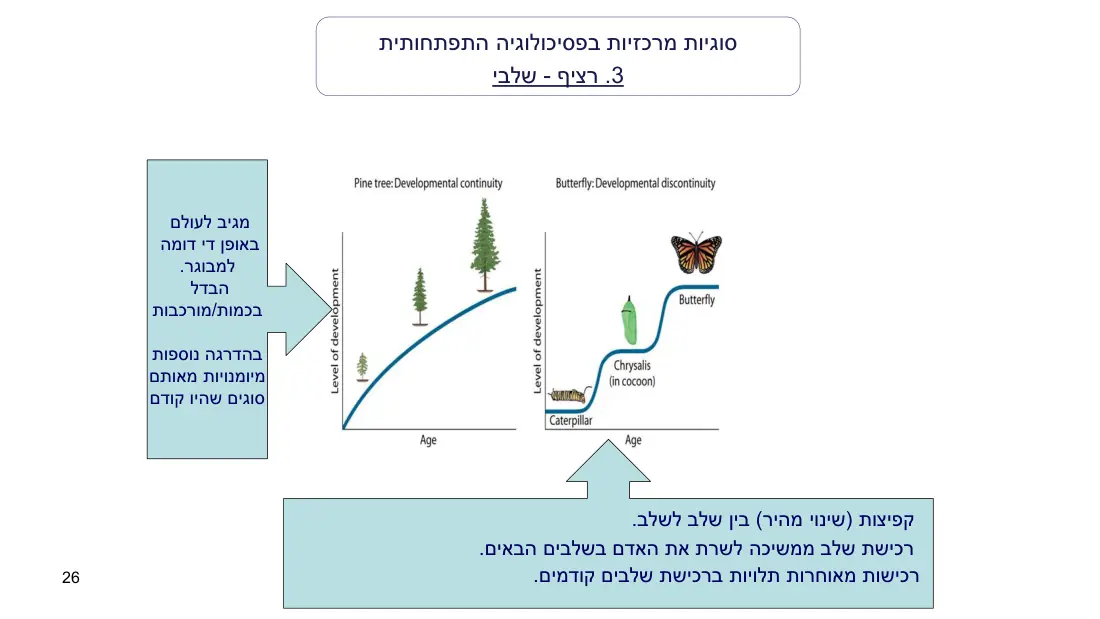 סוגיות מרכזיות בפסיכולוגיה התפתחותית
3. רציף - שלבי
מגיב לעולם
באופן די דומה
למבוגר.
הבדל
בכמות/מורכבות
בהדרגה נוספות
מיומנויות מאותם
סוגים שהיו קודם
Pine tree: Developmental continuity
Level of development
Age
Butterfly: Developmental discontinuity
Level of development
Butterfly
Chrysalis
(in cocoon)
Caterpillar
Age
קפיצות (שינוי מהיר) בין שלב לשלב.
רכישת שלב ממשיכה לשרת את האדם בשלבים הבאים.
רכישות מאוחרות תלויות ברכישת שלבים קודמים.
26